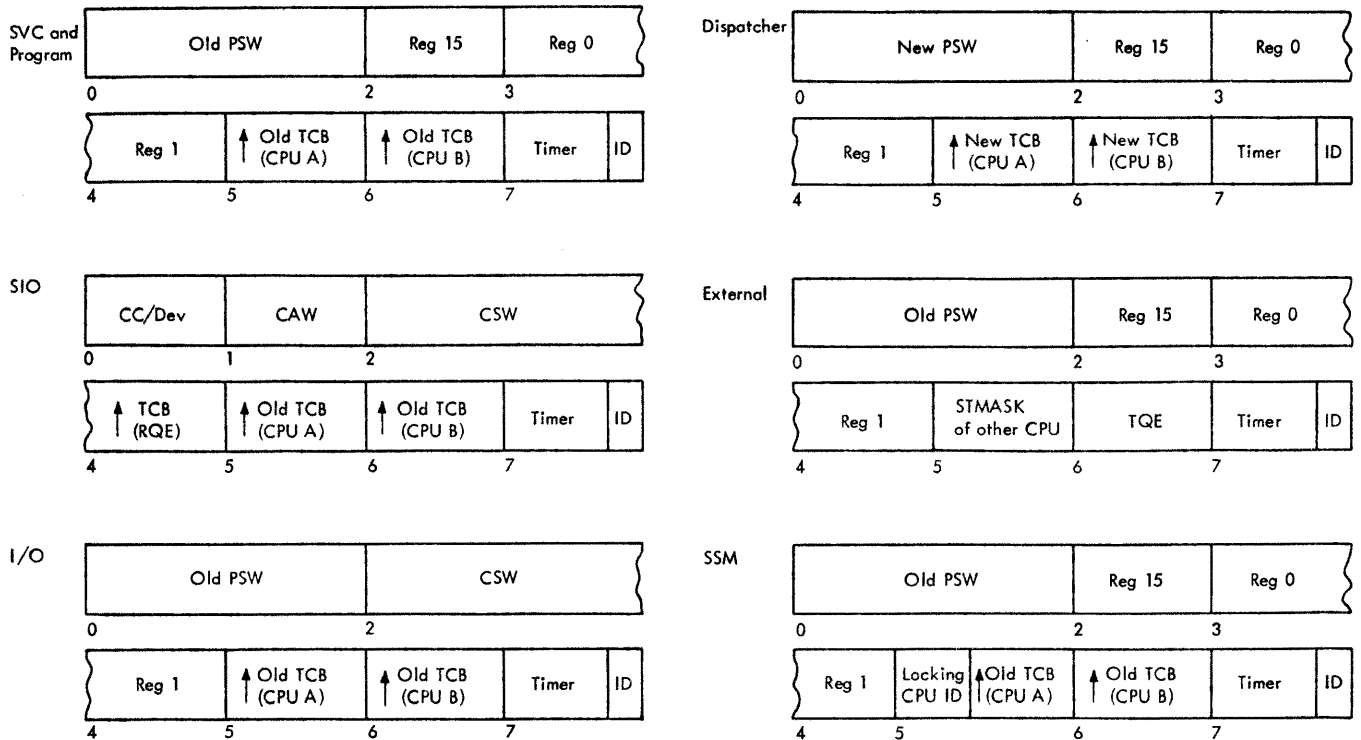 SVC and
Program
Old PSW Reg 15 Reg 0
0 2 3
Reg 1 Old TCB (CPU A) Old TCB (CPU B) Timer ID
4 5 6 7
SIO
CC/Dev CAW CSW
0 1 2
TCB (RQE) Old TCB (CPU A) Old TCB (CPU B) Timer ID
4 5 6 7
I/O
Old PSW CSW
0 2
Reg 1 Old TCB (CPU A) Old TCB (CPU B) Timer ID
4 5 6 7
Dispatcher
New PSW Reg 15 Reg 0
0 2 3
Reg 1 New TCB (CPU A) New TCB (CPU B) Timer ID
4 5 6 7
External
Old PSW Reg 15 Reg 0
0 2 3
Reg 1 STMASK of other CPU TQE Timer ID
4 5 6 7
SSM
Old PSW Reg 15 Reg 0
0 2 3
Reg 1 Locking CPU ID Old TCB (CPU A) Old TCB (CPU B) Timer ID
4 5 6 7